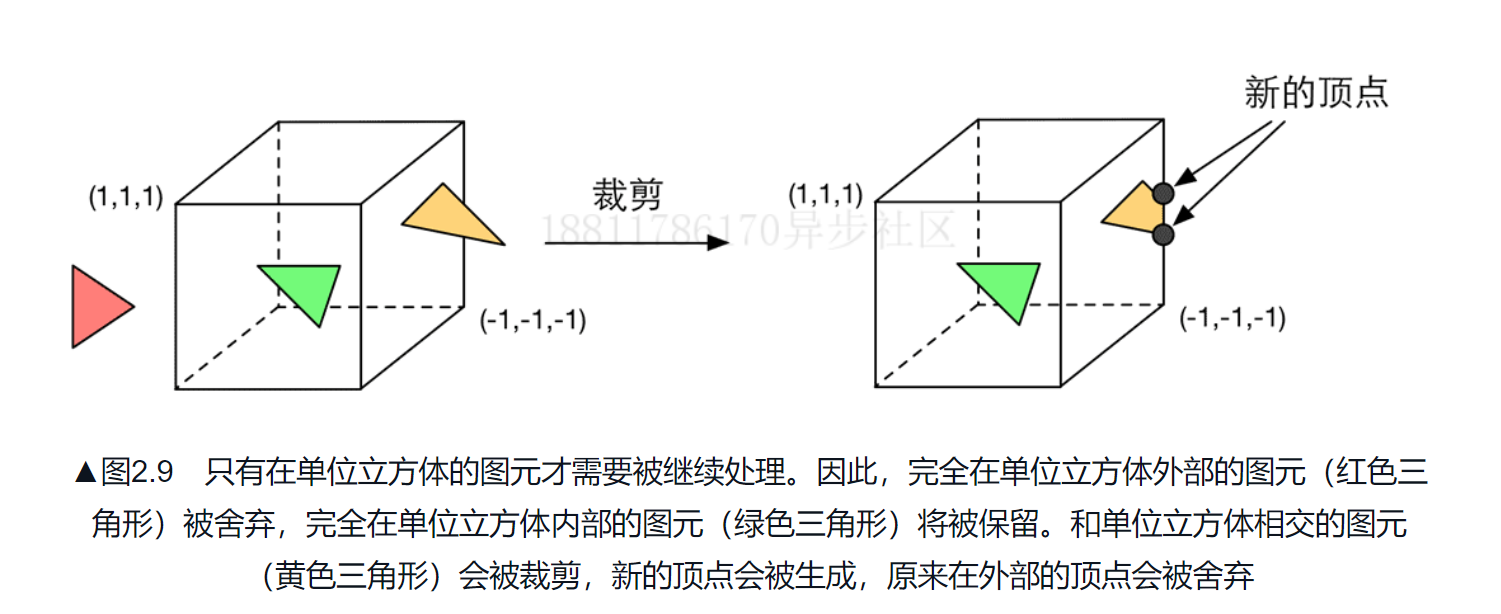 新的顶点
(1,1,1)
裁剪
(1,1,1)
18811786170异步社区
(-1,-1,-1)
(-1,-1,-1)
▲图2.9 只有在单位立方体的图元才需要被继续处理。因此，完全在单位立方体外部的图元（红色三
角形）被舍弃，完全在单位立方体内部的图元（绿色三角形）将被保留。和单位立方体相交的图元
（黄色三角形）会被裁剪，新的顶点会被生成，原来在外部的顶点会被舍弃